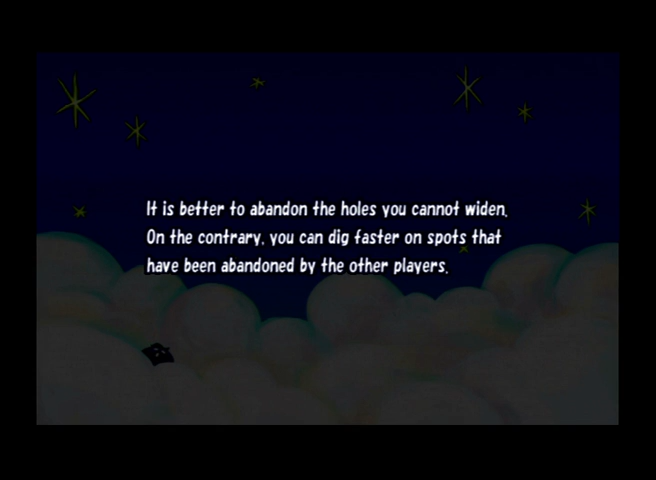 It is better to abandon the holes you cannot widen.
On the contrary, you can dig faster on spots that
have been abandoned by the other players.